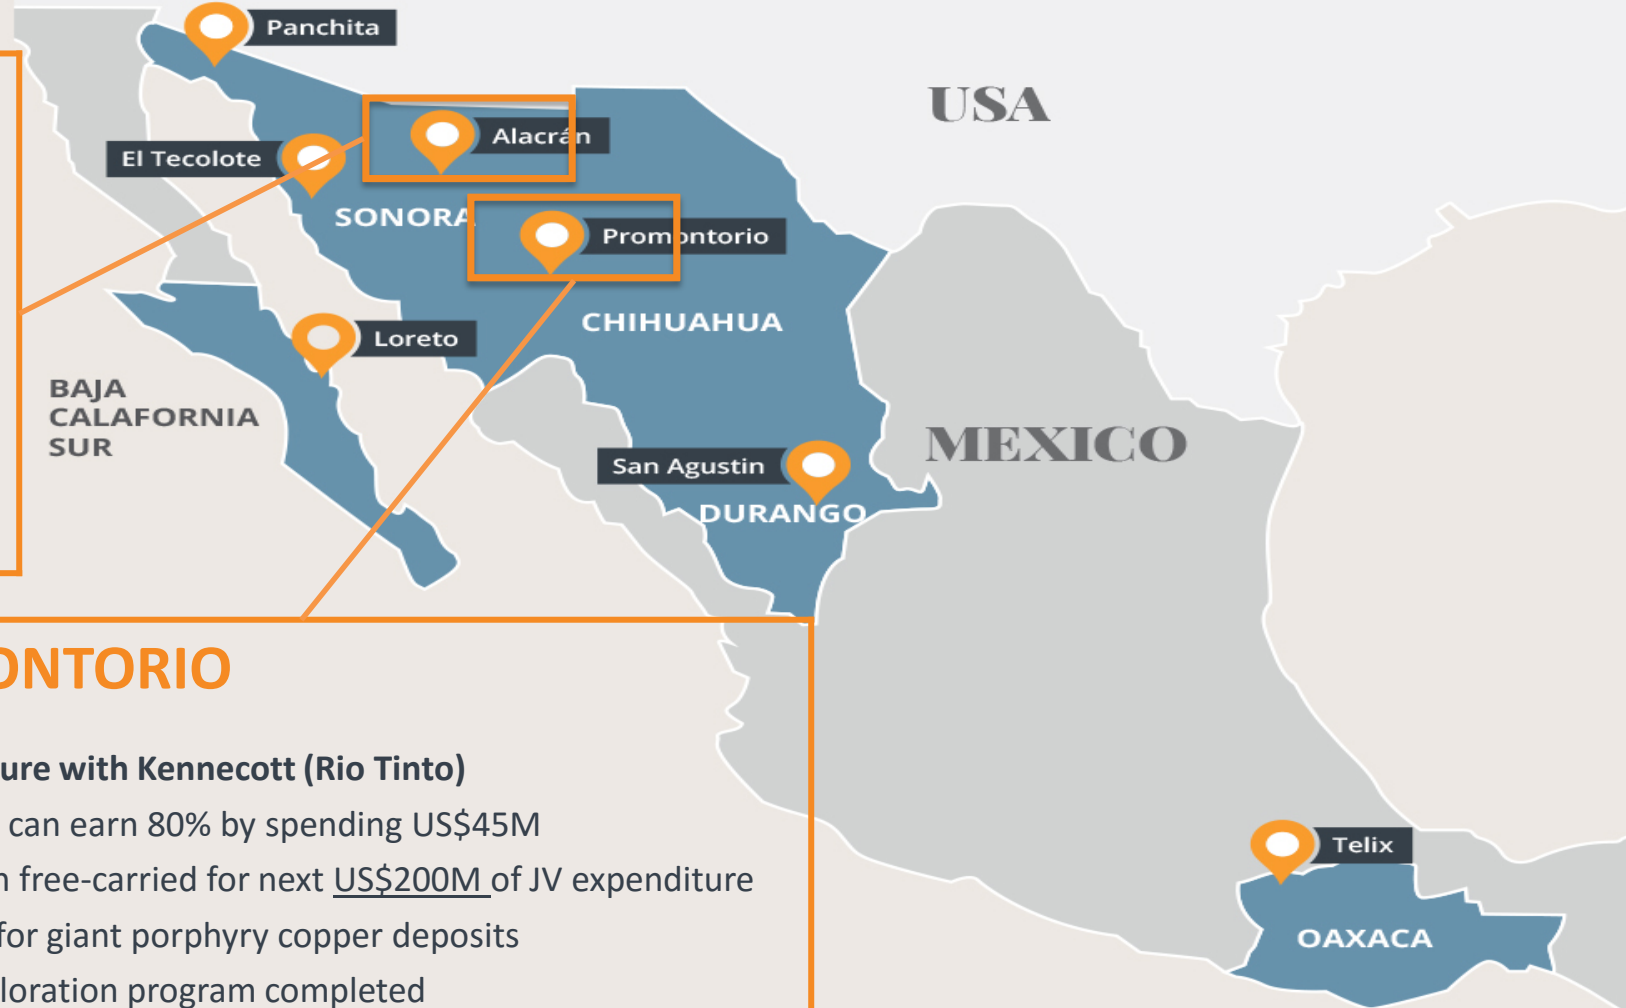 Panchita
USA
Alacrán
El Tecolote
SONORA
Promontorio
CHIHUAHUA
Loreto
BAJA
CALAFORNIA
SUR
MEXICO
San Agustin
DURANGO
ONTORIO
ure with Kennecott (Rio Tinto)
can earn 80% by spending US$45M
n free-carried for next US$200M of JV expenditure
for giant porphyry copper deposits
loration program completed
Telix
OAXACA